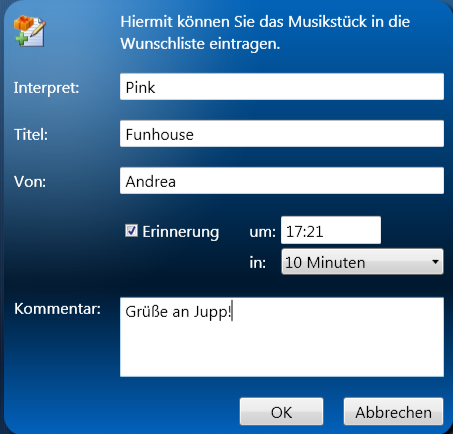 Hiermit können Sie das Musikstück in die
Wunschliste eintragen.
Interpret: Pink
Titel: Funhouse
Von: Andrea
Erinnerung um: 17:21
in: 10 Minuten
Kommentar: Grüße an Jupp!
OK Abbrechen